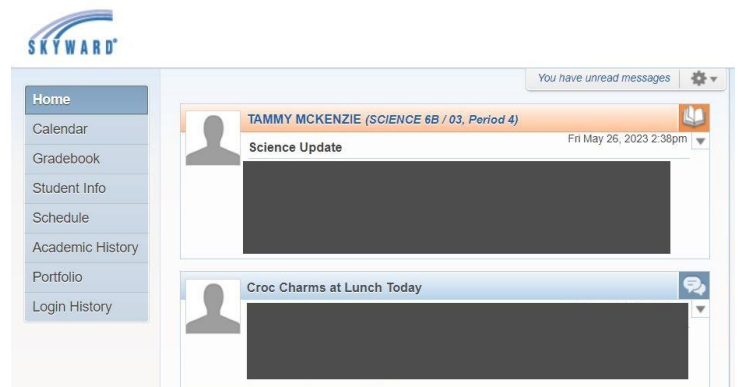 SKYWARD®
You have unread messages
Home
Calendar
Gradebook
Student Info
Schedule
Academic History
Portfolio
Login History
TAMMY MCKENZIE (SCIENCE 6B / 03, Period 4)
Science Update
Fri May 26, 2023 2:38pm
Croc Charms at Lunch Today